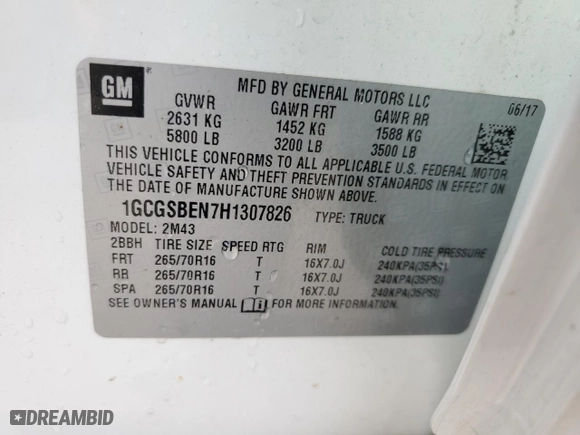 GM
MFD BY GENERAL MOTORS LLC
06/17
GVWR GAWR FRT GAWR RR
2631 KG 1452 KG 1588 KG
5800 LB 3200 LB 3500 LB
THIS VEHICLE CONFORMS TO ALL APPLICABLE U.S. FEDERAL MOTOR
VEHICLE SAFETY AND THEFT PREVENTION STANDARDS IN EFFECT ON
THE DATE OF MANUFACTURE SHOWN ABOVE.
1GCGSBEN7H1307826 TYPE: TRUCK
MODEL: 2M43
2BBH TIRE SIZE SPEED RTG RIM COLD TIRE PRESSURE
FRT 265/70R16 T 16X7.0J 240KPA(35PSI)
RR 265/70R16 T 16X7.0J 240KPA(35PSI)
SPA 265/70R16 T 16X7.0J 240KPA(35PSI)
SEE OWNER'S MANUAL FOR MORE INFORMATION.
DREAMBID